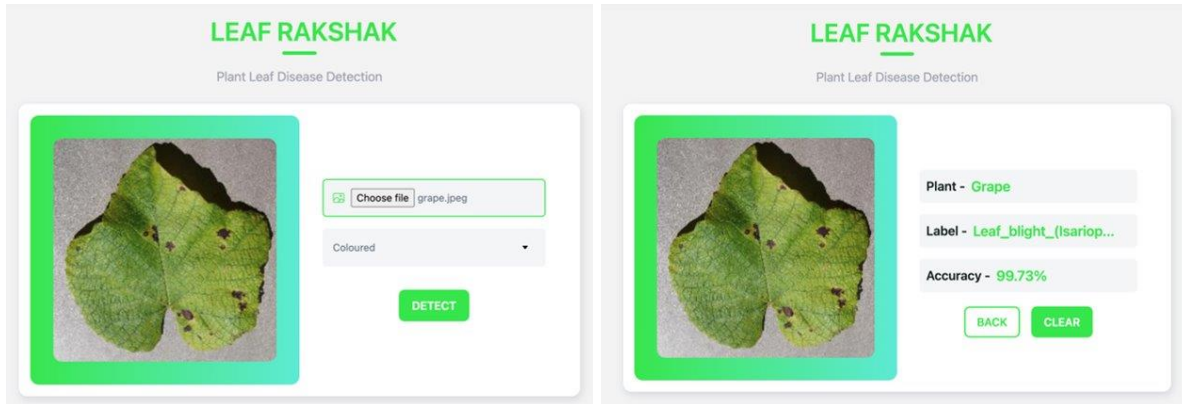 LEAF RAKSHAK
Plant Leaf Disease Detection
Choose file grape.jpeg
Coloured
DETECT
LEAF RAKSHAK
Plant Leaf Disease Detection
Plant - Grape
Label - Leaf_blight_(Isariop...
Accuracy - 99.73%
BACK CLEAR